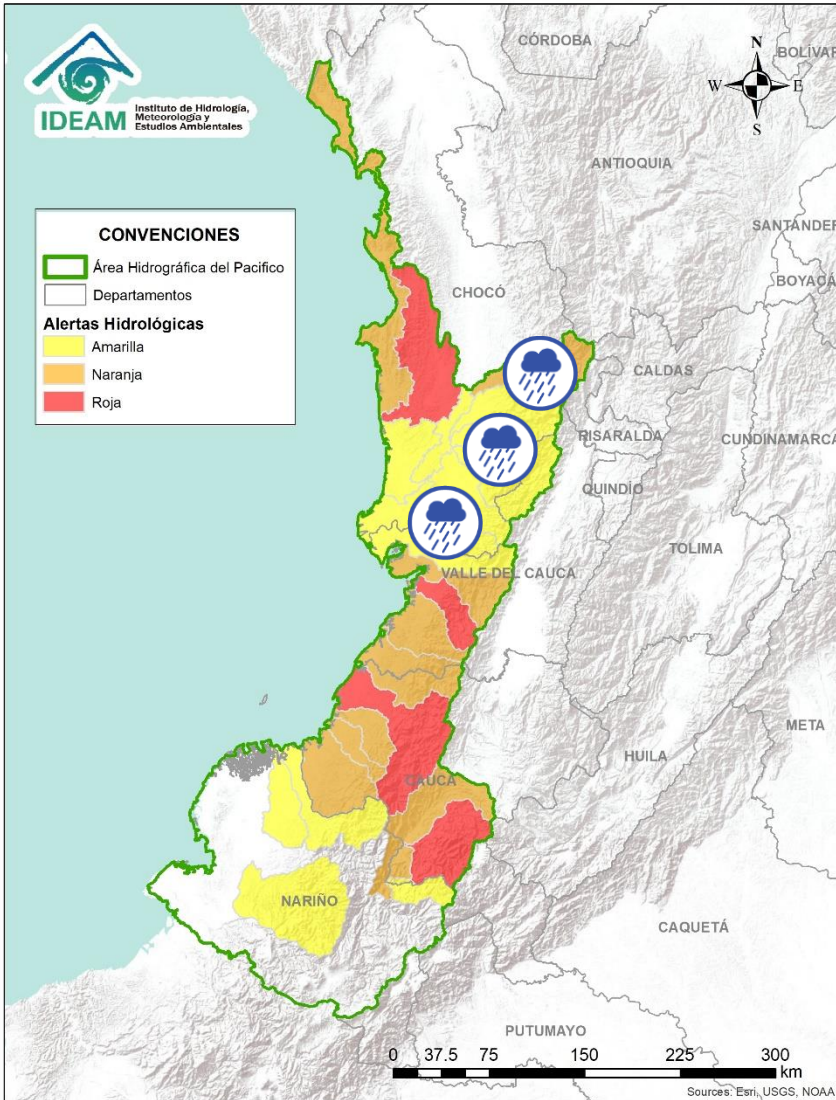 IDEAM
Instituto de Hidrología,
Meteorología y
Estudios Ambientales
N
W
E
S
CONVENCIONES
Área Hidrográfica del Pacifico
Departamentos
Alertas Hidrológicas
Amarilla
Naranja
Roja
CÓRDOBA
BOLÍVAR
ANTIOQUIA
SANTANDER
BOYACÁ
CHOCÓ
CALDAS
RISARALDA
CUNDINAMARCA
QUINDÍO
TOLIMA
VALLE DEL CAUCA
META
HUILA
CAUCA
NARIÑO
CAQUETÁ
PUTUMAYO
0 37.5 75 150 225 300
km
Sources: Esri, USGS, NOAA